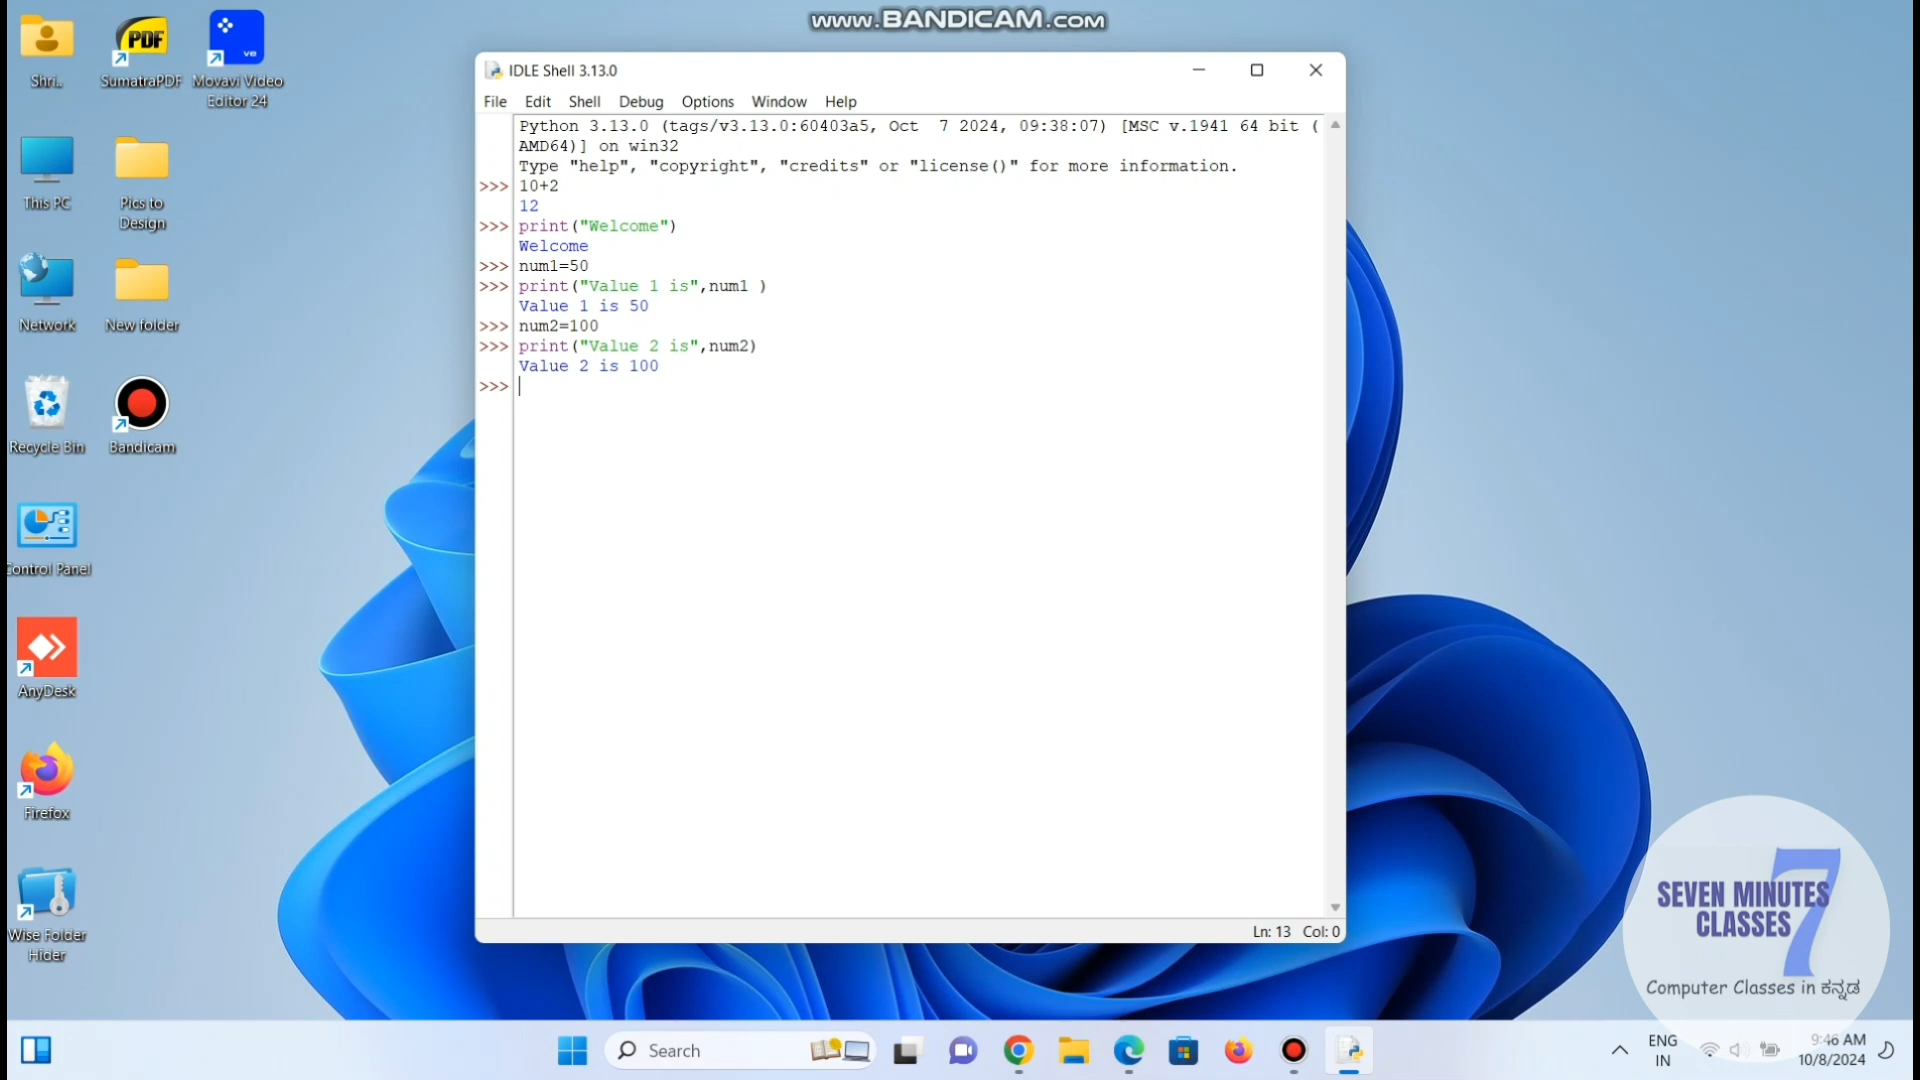 www.BANDICAM.com
Shri..
SumatraPDF
Movavi Video
Editor 24
PDF
ve
This PC
Pics to
Design
Network
New folder
Recycle Bin
Bandicam
Control Panel
AnyDesk
Firefox
Wise Folder
Hider
IDLE Shell 3.13.0
File Edit Shell Debug Options Window Help
Python 3.13.0 (tags/v3.13.0:60403a5, Oct  7 2024, 09:38:07) [MSC v.1941 64 bit (
AMD64)] on win32
Type "help", "copyright", "credits" or "license()" for more information.
>>> 10+2
12
>>> print("Welcome")
Welcome
>>> num1=50
>>> print("Value 1 is",num1 )
Value 1 is 50
>>> num2=100
>>> print("Value 2 is",num2)
Value 2 is 100
>>>
Ln: 13 Col: 0
SEVEN MINUTES
CLASSES 7
Computer Classes in ಕನ್ನಡ
Search
ENG
IN
9:46 AM
10/8/2024